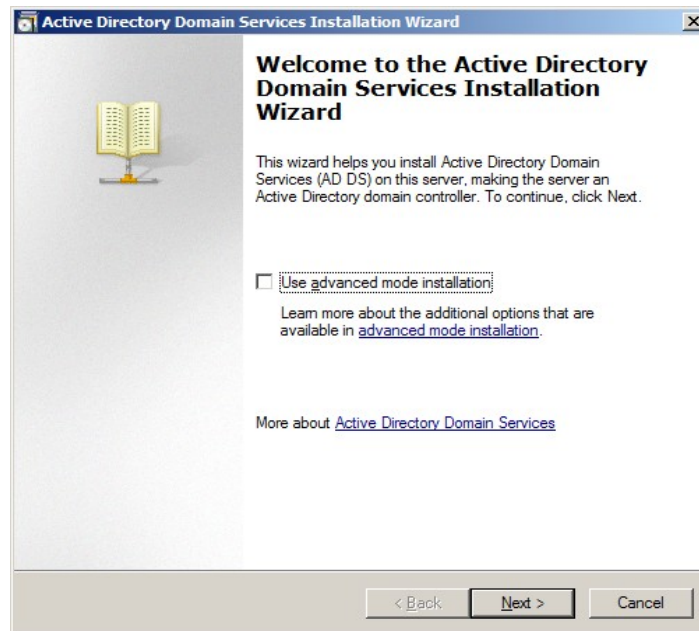 Active Directory Domain Services Installation Wizard
Welcome to the Active Directory
Domain Services Installation
Wizard
This wizard helps you install Active Directory Domain
Services (AD DS) on this server, making the server an
Active Directory domain controller. To continue, click Next.
Use advanced mode installation
Learn more about the additional options that are
available in advanced mode installation.
More about Active Directory Domain Services
< Back
Next >
Cancel